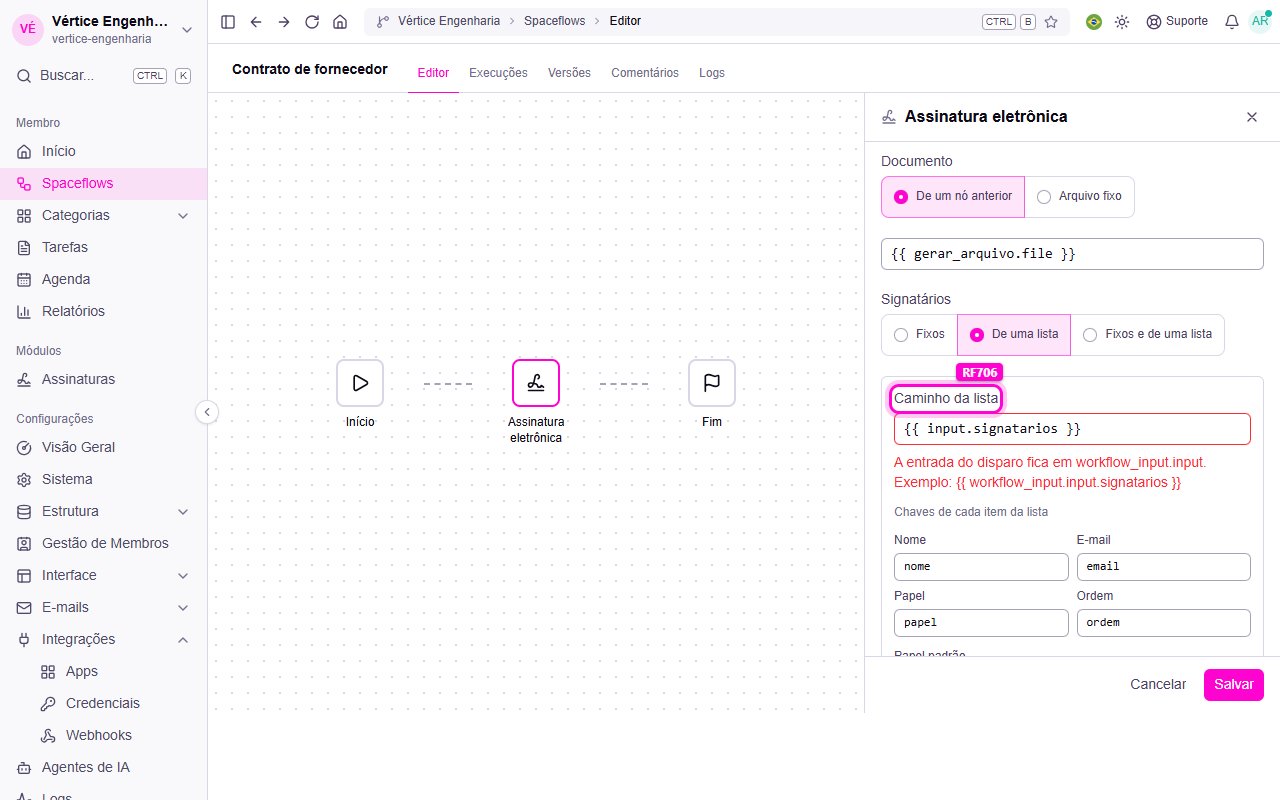 VÉ
Vértice Engenh...
vertice-engenharia
Buscar...
CTRL K
Membro
Início
Spaceflows
Categorias
Tarefas
Agenda
Relatórios
Módulos
Assinaturas
Configurações
Visão Geral
Sistema
Estrutura
Gestão de Membros
Interface
E-mails
Integrações
Apps
Credenciais
Webhooks
Agentes de IA
Logs
Vértice Engenharia > Spaceflows > Editor
CTRL B
Suporte
AR
Contrato de fornecedor
Editor Execuções Versões Comentários Logs
Início
Assinatura
eletrônica
Fim
Assinatura eletrônica
Documento
De um nó anterior Arquivo fixo
{{ gerar_arquivo.file }}
Signatários
Fixos De uma lista Fixos e de uma lista
RF706
Caminho da lista
{{ input.signatarios }}
A entrada do disparo fica em workflow_input.input.
Exemplo: {{ workflow_input.input.signatarios }}
Chaves de cada item da lista
Nome E-mail
nome email
Papel Ordem
papel ordem
Papel padrão
Cancelar Salvar